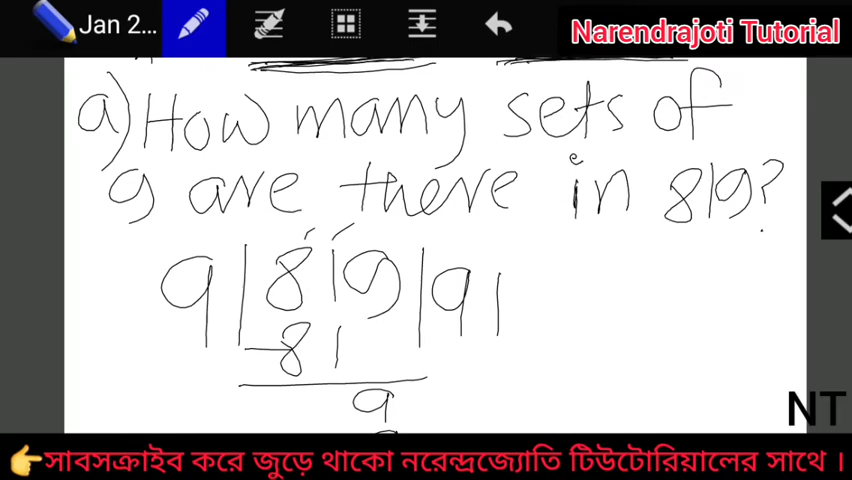 Jan 2...
Narendrajoti Tutorial
a) How many sets of
9 are there in 819?
9 | 819 | 91
-81
9
NT
👉সাবসক্রাইব করে জুড়ে থাকো নরেন্দ্রজ্যোতি টিউটোরিয়ালের সাথে ।